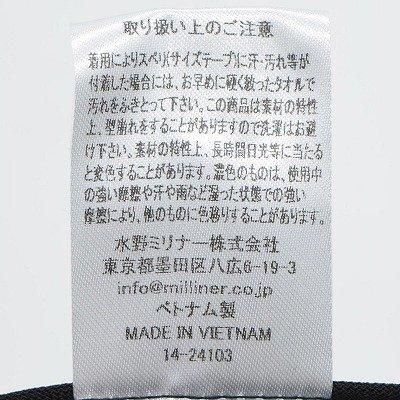 取り扱い上のご注意
着用によりスベリ(サイズテープ)に汗・汚れ等が
付着した場合には、お早めに硬く絞ったタオルで
汚れをふきとって下さい。この商品は素材の特性
上、型崩れをすることがありますので洗濯はお避
け下さい。素材の特性上、長時間日光等に当たる
と変色することがあります。濃色のものは、使用中
の強い摩擦や汗や雨など湿った状態での強い
摩擦により、他のものに色移りすることがあります。
水野ミリナー株式会社
東京都墨田区八広6-19-3
info@milliner.co.jp
ベトナム製
MADE IN VIETNAM
14-24103